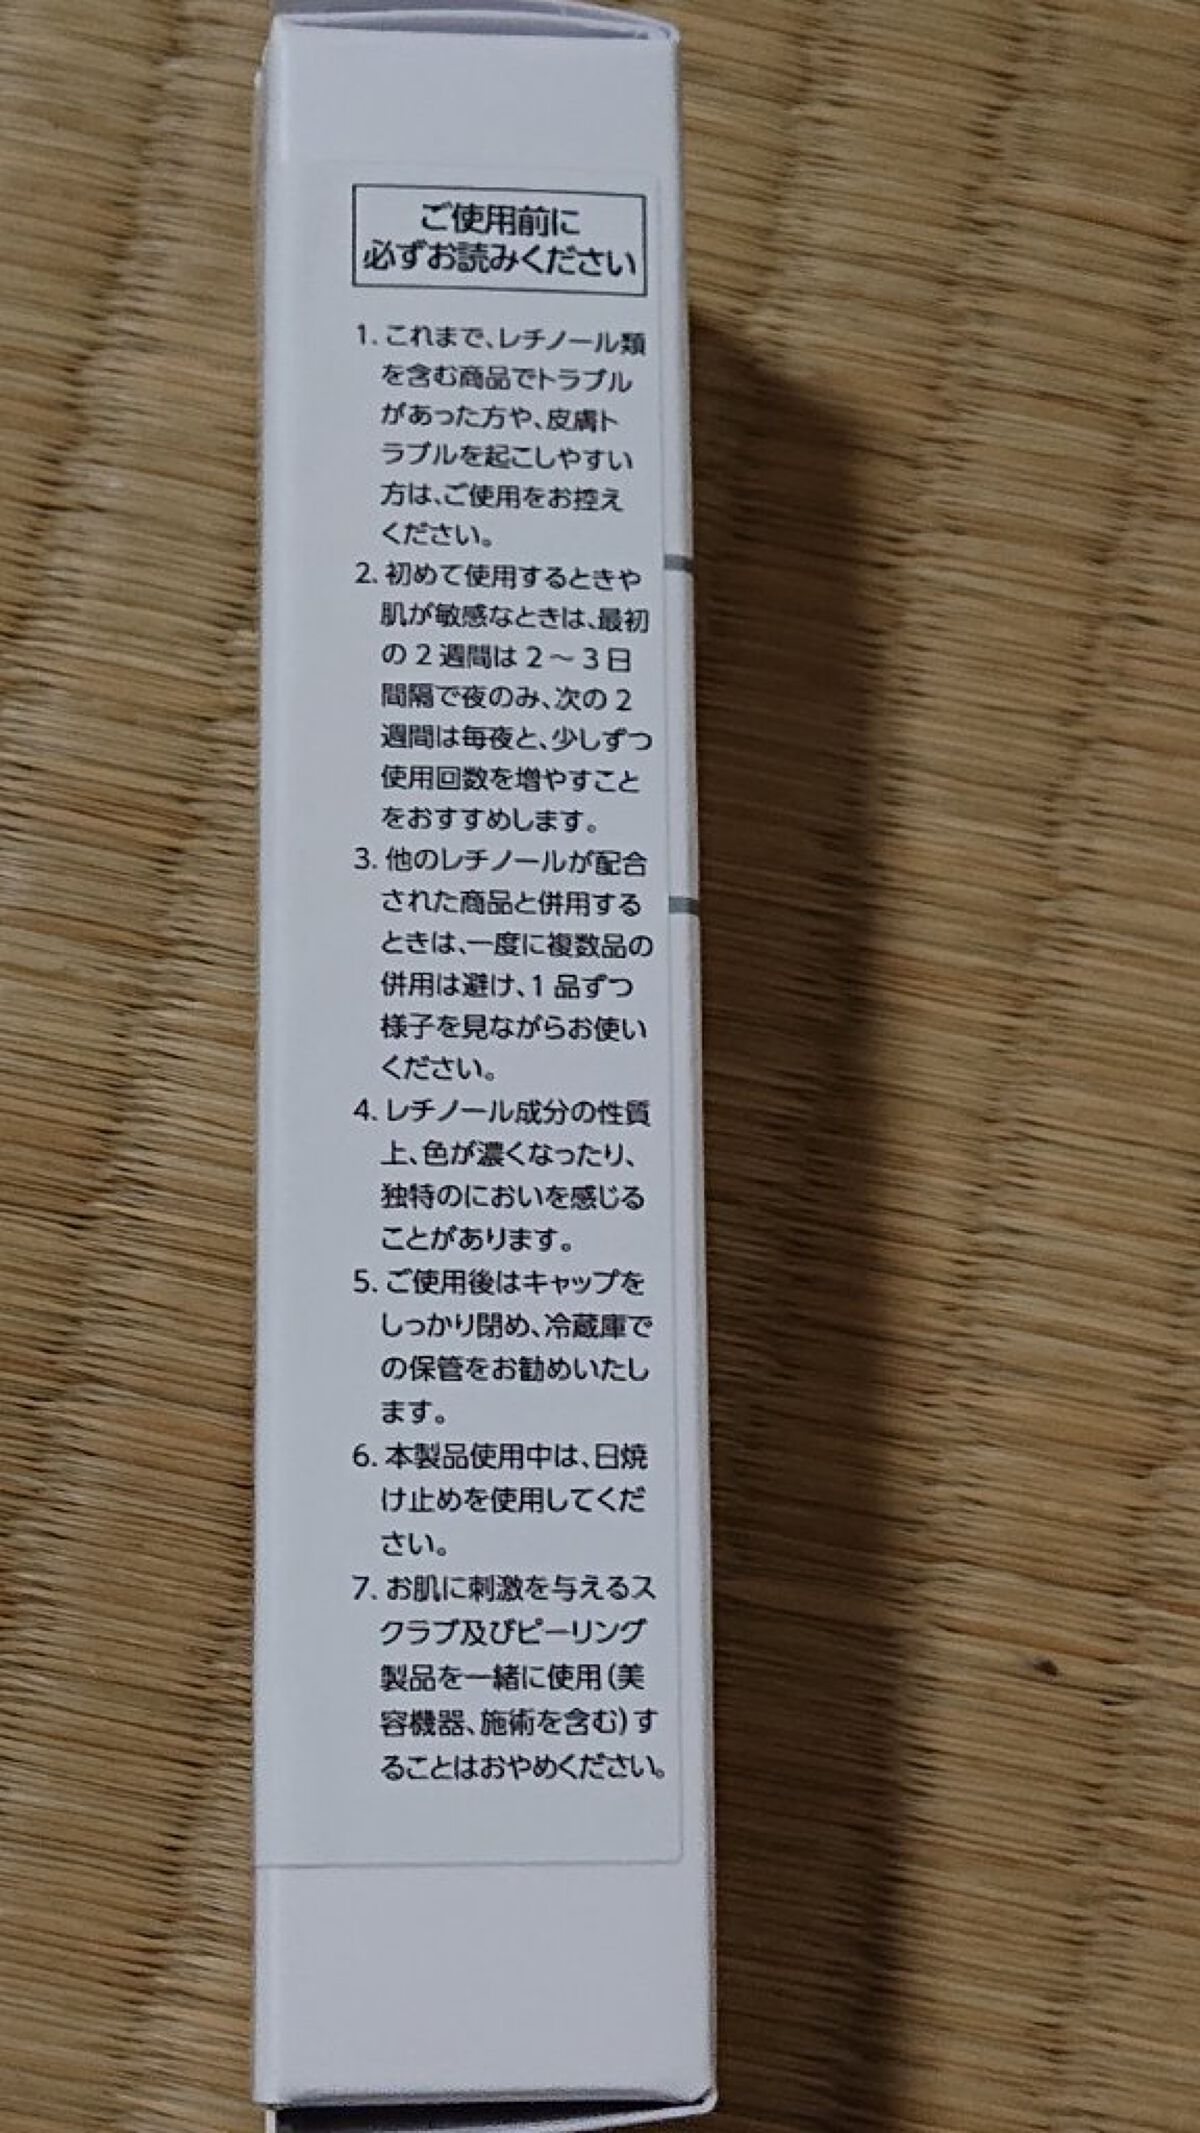 ご使用前に
必ずお読みください
1. これまで、レチノール類
を含む商品でトラブル
があった方や、皮膚ト
ラブルを起こしやすい
方は、ご使用をお控え
ください。
2. 初めて使用するときや
肌が敏感なときは、最初
の2週間は2〜3日
間隔で夜のみ、次の2
週間は毎夜と、少しずつ
使用回数を増やすこと
をおすすめします。
3. 他のレチノールが配合
された商品と併用する
ときは、一度に複数品の
併用は避け、1品ずつ
様子を見ながらお使い
ください。
4. レチノール成分の性質
上、色が濃くなったり、
独特のにおいを感じる
ことがあります。
5. ご使用後はキャップを
しっかり閉め、冷蔵庫で
の保管をお勧めいたし
ます。
6. 本製品使用中は、日焼
け止めを使用してくだ
さい。
7. お肌に刺激を与えるス
クラブ及びピーリング
製品を一緒に使用(美
容機器、施術を含む)す
ることはおやめください。